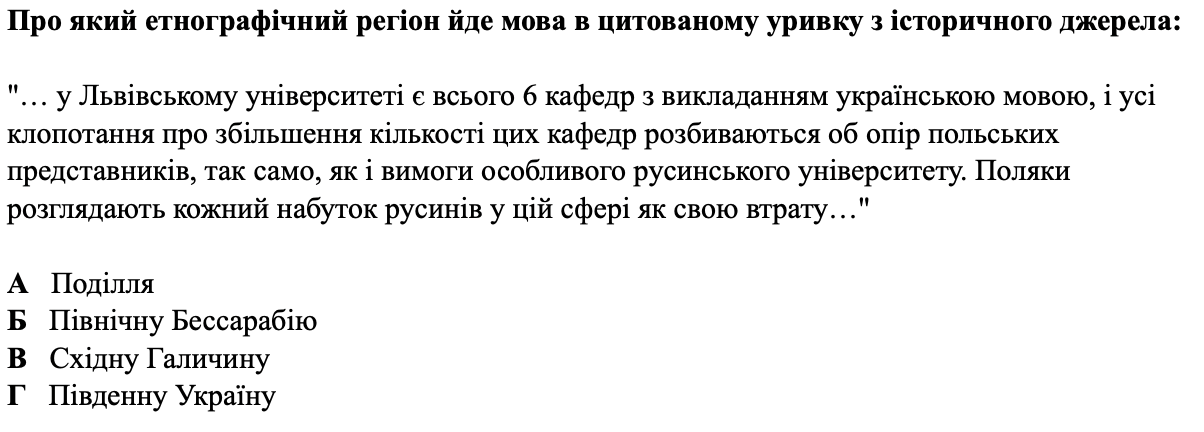 Про який етнографічний регіон йде мова в цитованому уривку з історичного джерела:
"… у Львівському університеті є всього 6 кафедр з викладанням українською мовою, і усі
клопотання про збільшення кількості цих кафедр розбиваються об опір польських
представників, так само, як і вимоги особливого русинського університету. Поляки
розглядають кожний набуток русинів у цій сфері як свою втрату…"
А Поділля
Б Північну Бессарабію
В Східну Галичину
Г Південну Україну